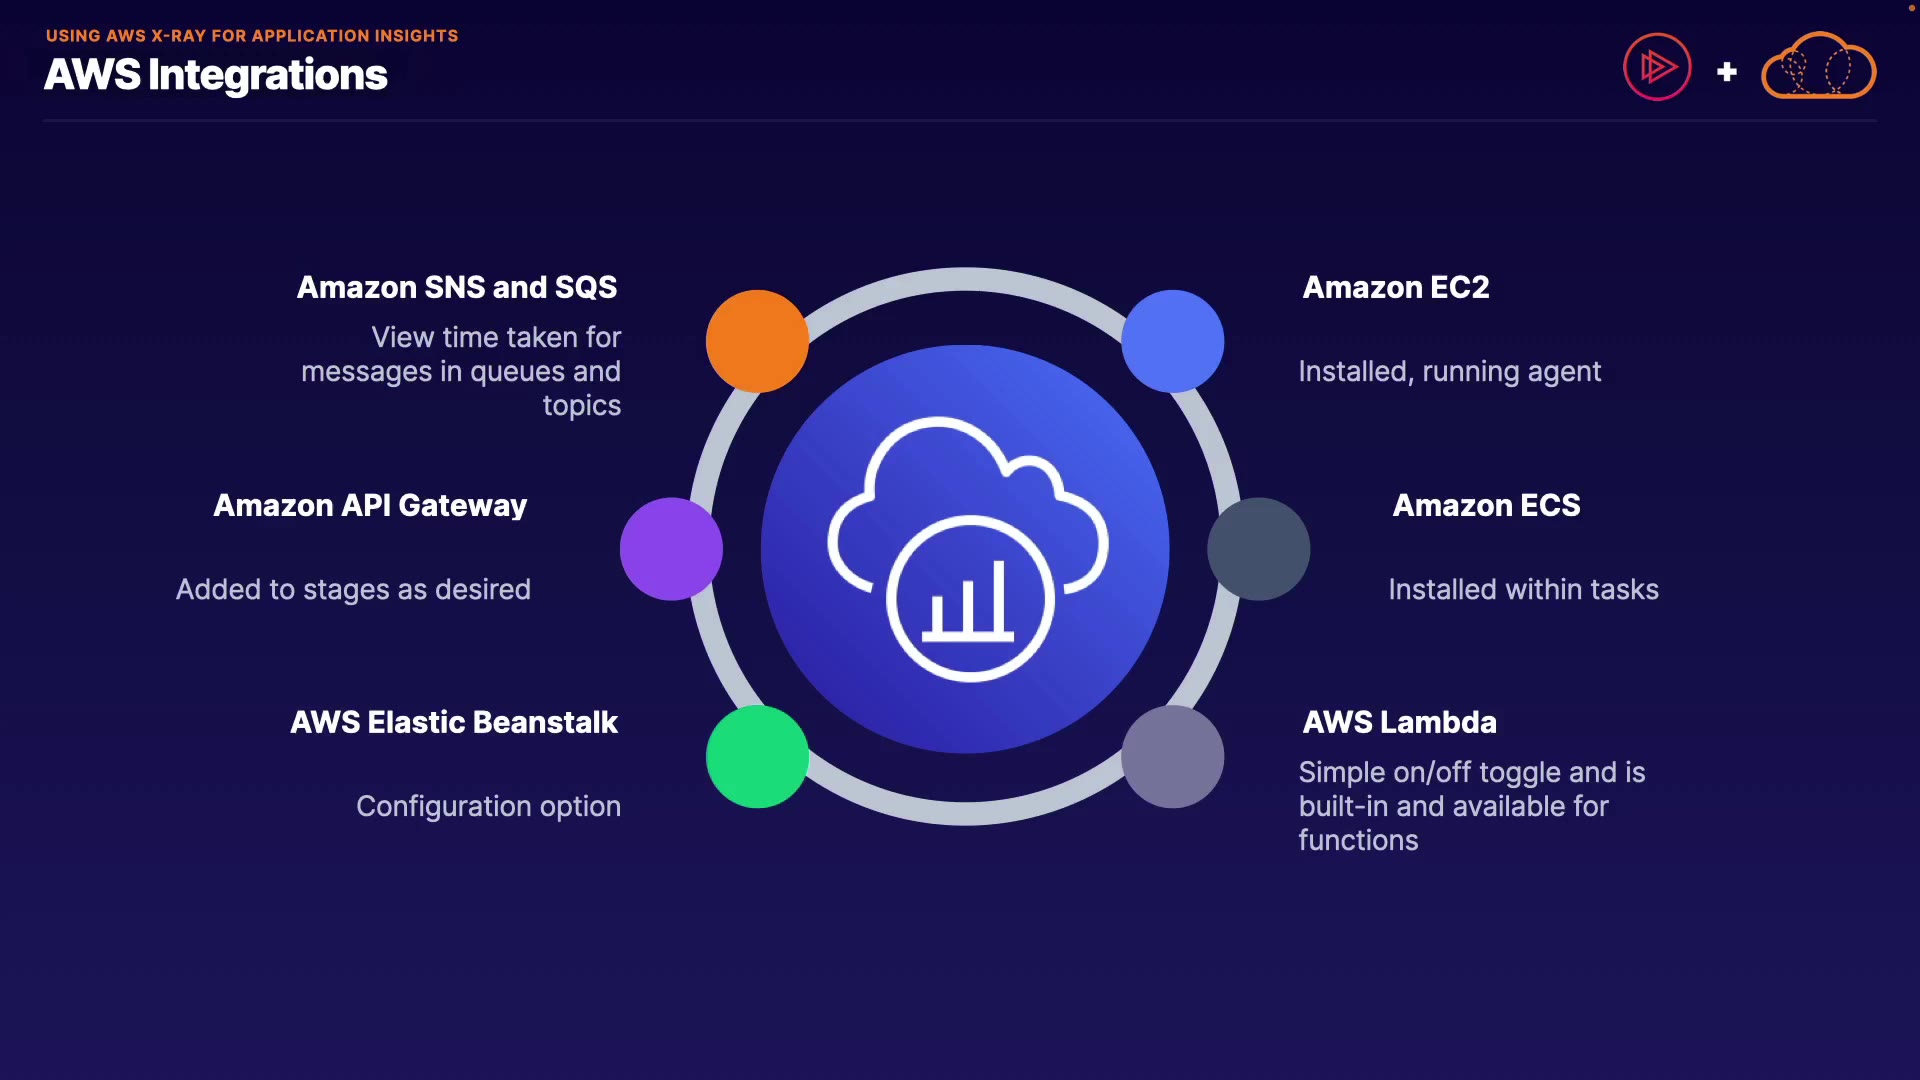 USING AWS X-RAY FOR APPLICATION INSIGHTS
AWS Integrations
Amazon SNS and SQS
View time taken for
messages in queues and
topics
Amazon API Gateway
Added to stages as desired
AWS Elastic Beanstalk
Configuration option
Amazon EC2
Installed, running agent
Amazon ECS
Installed within tasks
AWS Lambda
Simple on/off toggle and is
built-in and available for
functions